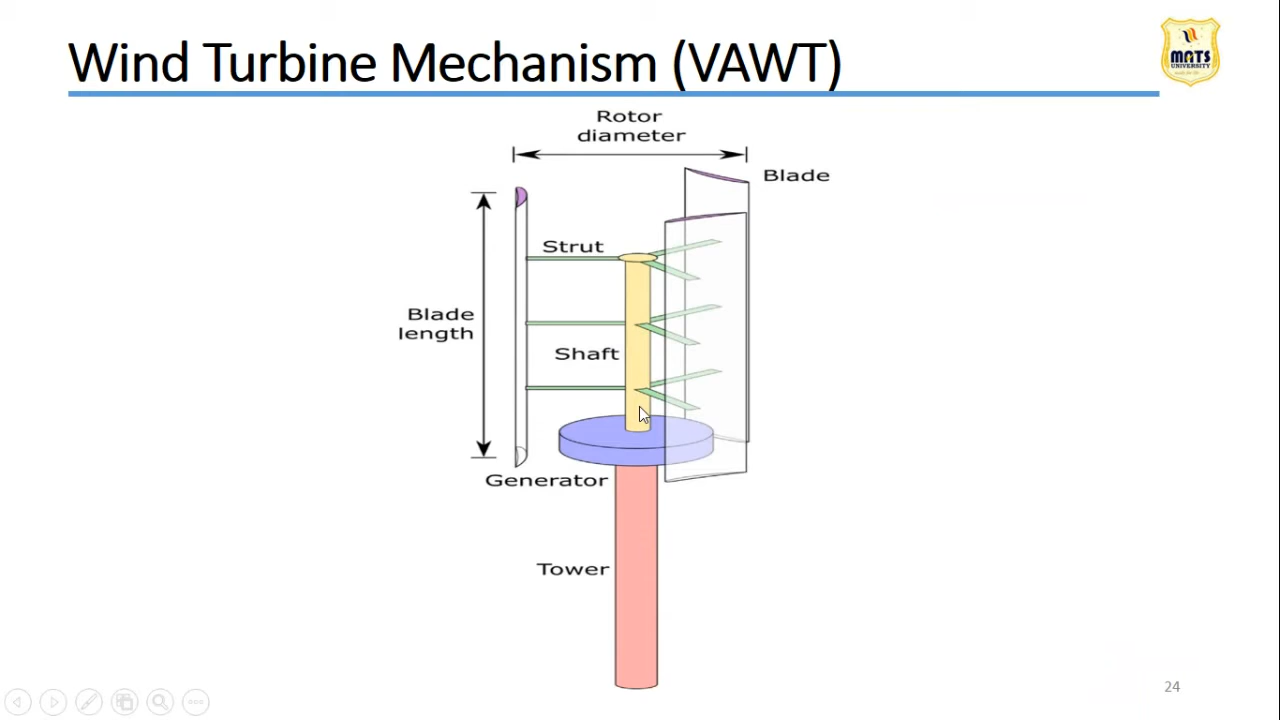 Wind Turbine Mechanism (VAWT)
MATS
UNIVERSITY
Rotor
diameter
Blade
Strut
Blade
length
Shaft
Generator
Tower
24